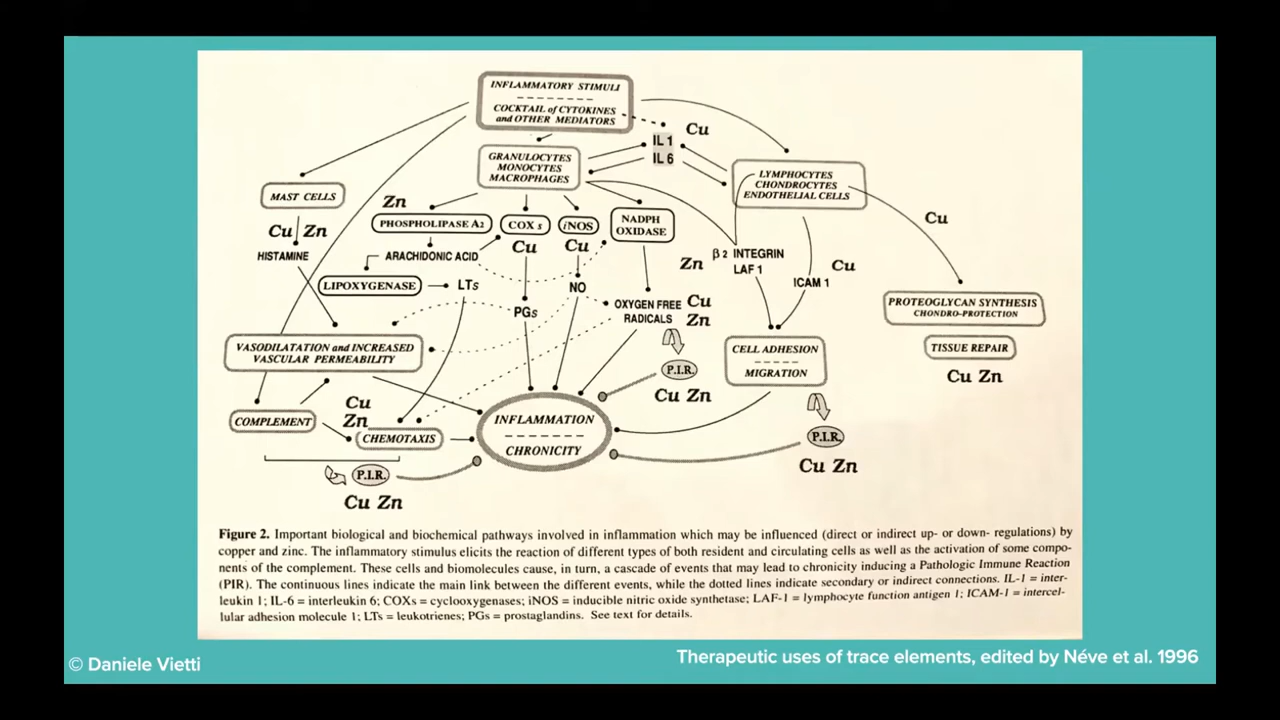 INFLAMMATORY STIMULI
COCKTAIL of CYTOKINES
and OTHER MEDIATORS
Cu
IL 1
IL 6
GRANULOCYTES
MONOCYTES
MACROPHAGES
LYMPHOCYTES
CHONDROCYTES
ENDOTHELIAL CELLS
MAST CELLS
Zn
PHOSPHOLIPASE A2
COX s
iNOS
NADPH
OXIDASE
Cu
Cu Zn
Cu
Cu
HISTAMINE
ARACHIDONIC ACID
Zn
β2 INTEGRIN
LAF 1
Cu
ICAM 1
LIPOXYGENASE
LTs
NO
PGs
OXYGEN FREE
RADICALS
Cu
Zn
PROTEOGLYCAN SYNTHESIS
CHONDRO-PROTECTION
TISSUE REPAIR
Cu Zn
VASODILATATION and INCREASED
VASCULAR PERMEABILITY
CELL ADHESION
MIGRATION
P.I.R.
Cu Zn
COMPLEMENT
Cu
Zn
CHEMOTAXIS
INFLAMMATION
CHRONICITY
P.I.R.
Cu Zn
P.I.R.
Cu Zn
Figure 2. Important biological and biochemical pathways involved in inflammation which may be influenced (direct or indirect up- or down- regulations) by
copper and zinc. The inflammatory stimulus elicits the reaction of different types of both resident and circulating cells as well as the activation of some compo-
nents of the complement. These cells and biomolecules cause, in turn, a cascade of events that may lead to chronicity inducing a Pathologic Immune Reaction
(PIR). The continuous lines indicate the main link between the different events, while the dotted lines indicate secondary or indirect connections. IL-1 = inter-
leukin 1; IL-6 = interleukin 6; COXs = cyclooxygenases; iNOS = inducible nitric oxide synthetase; LAF-1 = lymphocyte function antigen 1; ICAM-1 = intercel-
lular adhesion molecule 1; LTs = leukotrienes; PGs = prostaglandins. See text for details.
© Daniele Vietti
Therapeutic uses of trace elements, edited by Néve et al. 1996